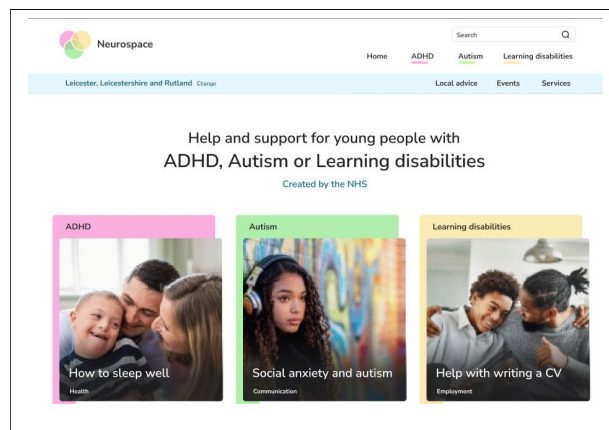 Neurospace
Search
Home ADHD Autism Learning disabilities
Leicester, Leicestershire and Rutland Change
Local advice Events Services
Help and support for young people with
ADHD, Autism or Learning disabilities
Created by the NHS
ADHD
How to sleep well
Health
Autism
Social anxiety and autism
Communication
Learning disabilities
Help with writing a CV
Employment